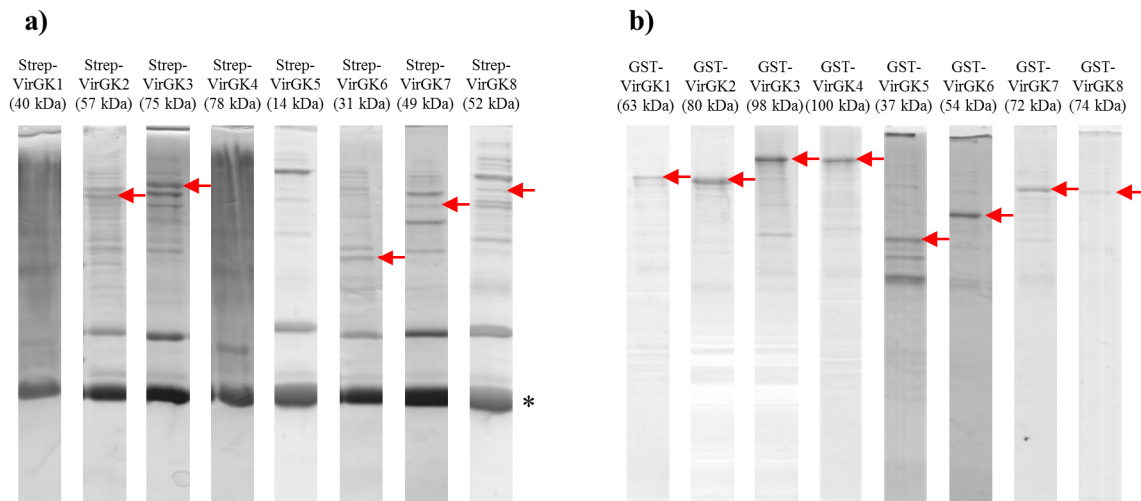 a)
Strep-
VirGK1
(40 kDa)
Strep-
VirGK2
(57 kDa)
Strep-
VirGK3
(75 kDa)
Strep-
VirGK4
(78 kDa)
Strep-
VirGK5
(14 kDa)
Strep-
VirGK6
(31 kDa)
Strep-
VirGK7
(49 kDa)
Strep-
VirGK8
(52 kDa)
*
b)
GST-
VirGK1
(63 kDa)
GST-
VirGK2
(80 kDa)
GST-
VirGK3
(98 kDa)
GST-
VirGK4
(100 kDa)
GST-
VirGK5
(37 kDa)
GST-
VirGK6
(54 kDa)
GST-
VirGK7
(72 kDa)
GST-
VirGK8
(74 kDa)